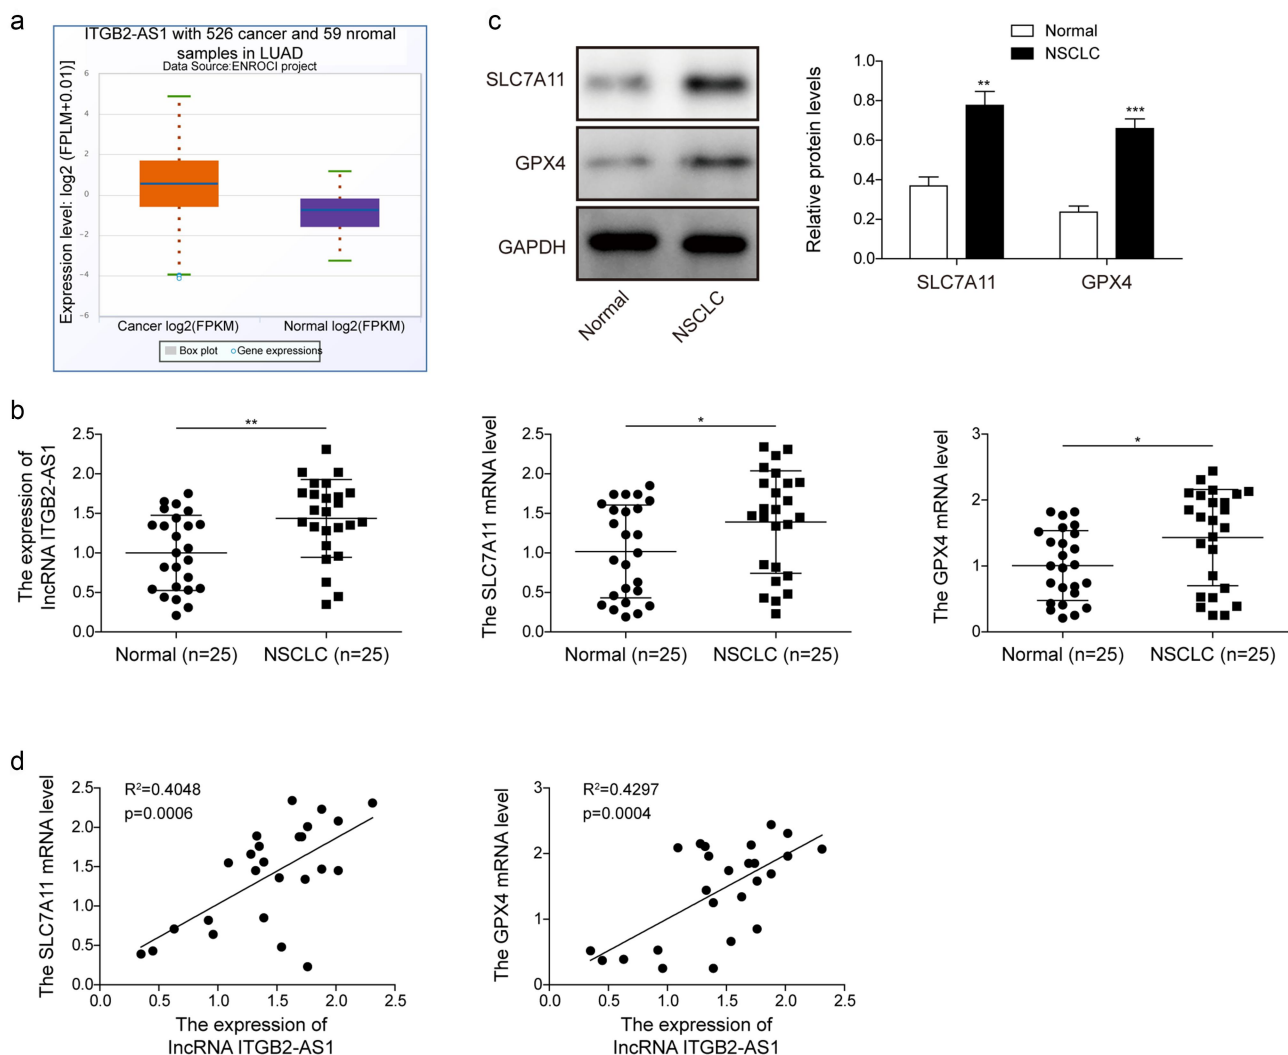 a
ITGB2-AS1 with 526 cancer and 59 nromal
samples in LUAD
Data Source:ENROCI project
Expression level: log2 (FPLM+0.01)]
6
4
2
0
-2
-4
-6
Cancer log2(FPKM)
Normal log2(FPKM)
Box plot
Gene expressions
c
SLC7A11
GPX4
GAPDH
Normal
NSCLC
Normal
NSCLC
Relative protein levels
1.0
0.8
0.6
0.4
0.2
0.0
**
***
SLC7A11
GPX4
b
The expression of
lncRNA ITGB2-AS1
2.5
2.0
1.5
1.0
0.5
0.0
**
Normal (n=25)
NSCLC (n=25)
The SLC7A11 mRNA level
2.5
2.0
1.5
1.0
0.5
0.0
*
Normal (n=25)
NSCLC (n=25)
The GPX4 mRNA level
3
2
1
0
*
Normal (n=25)
NSCLC (n=25)
d
The SLC7A11 mRNA level
2.5
2.0
1.5
1.0
0.5
0.0
R²=0.4048
p=0.0006
0.0
0.5
1.0
1.5
2.0
2.5
The expression of
lncRNA ITGB2-AS1
The GPX4 mRNA level
3
2
1
0
R²=0.4297
p=0.0004
0.0
0.5
1.0
1.5
2.0
2.5
The expression of
lncRNA ITGB2-AS1